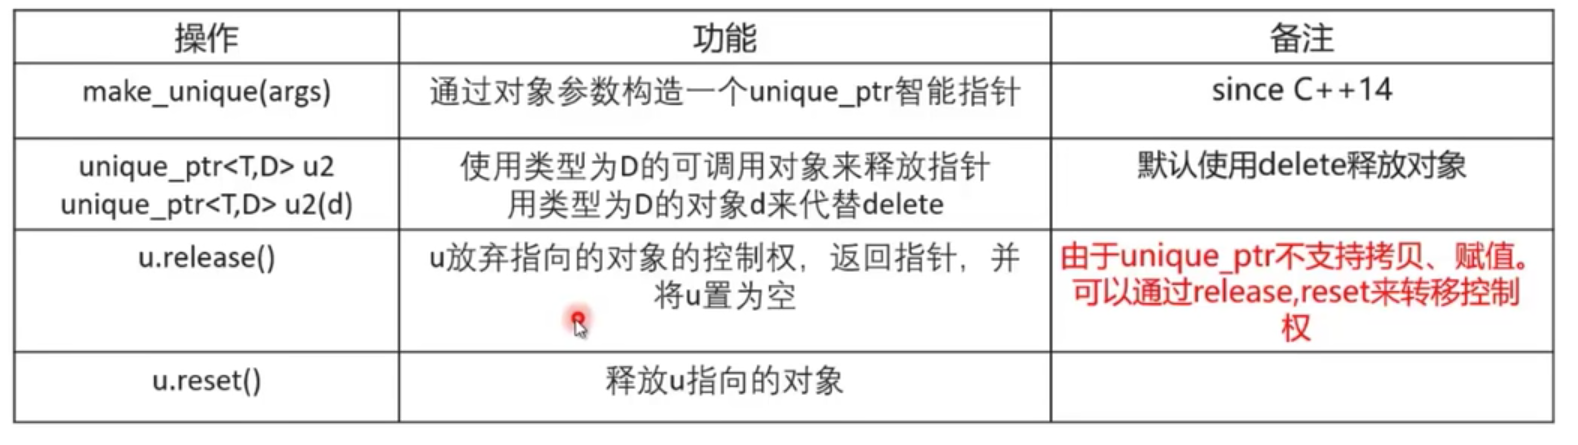 操作
功能
备注
make_unique(args)
通过对象参数构造一个unique_ptr智能指针
since C++14
unique_ptr<T,D> u2
unique_ptr<T,D> u2(d)
使用类型为D的可调用对象来释放指针
用类型为D的对象d来代替delete
默认使用delete释放对象
u.release()
u放弃指向的对象的控制权，返回指针，并
将u置为空
由于unique_ptr不支持拷贝、赋值。
可以通过release,reset来转移控制
权
u.reset()
释放u指向的对象